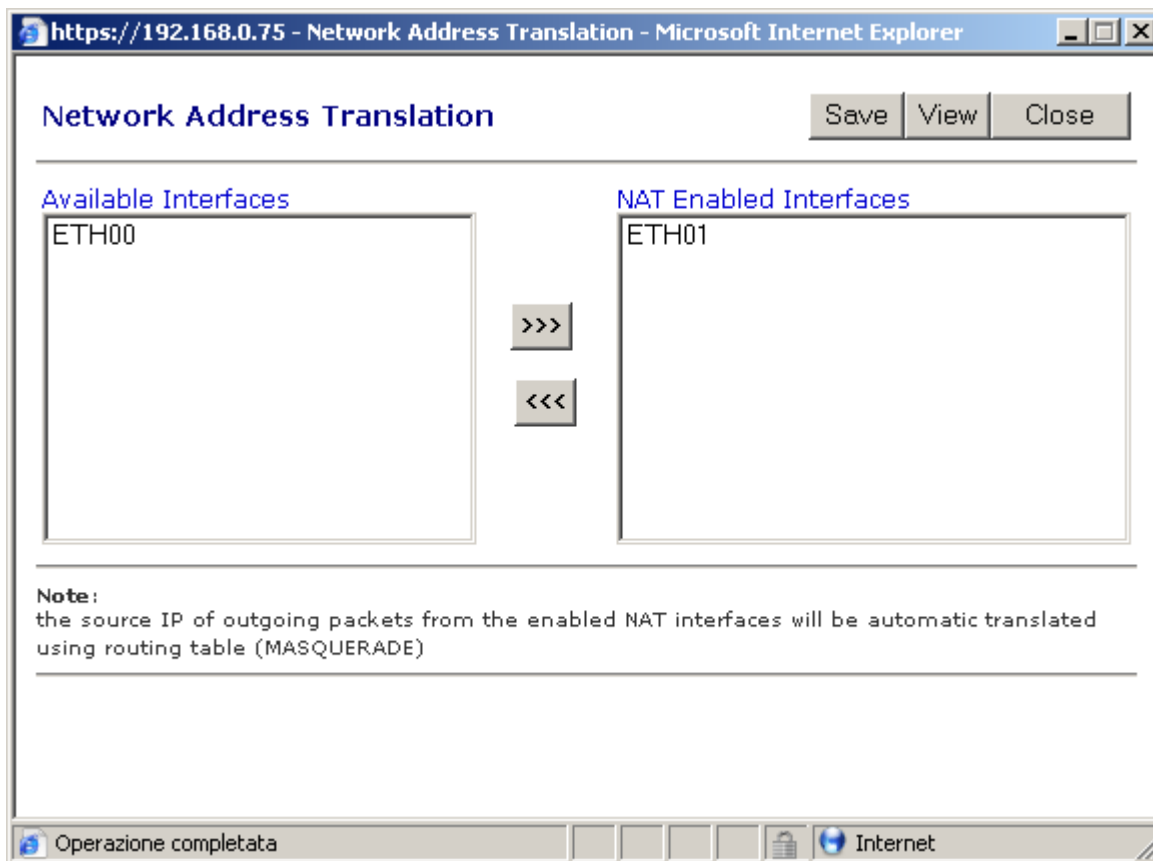 https://192.168.0.75 - Network Address Translation - Microsoft Internet Explorer
Network Address Translation
Save View Close
Available Interfaces
NAT Enabled Interfaces
ETH00
ETH01
>>>
<<<
Note:
the source IP of outgoing packets from the enabled NAT interfaces will be automatic translated
using routing table (MASQUERADE)
Operazione completata
Internet